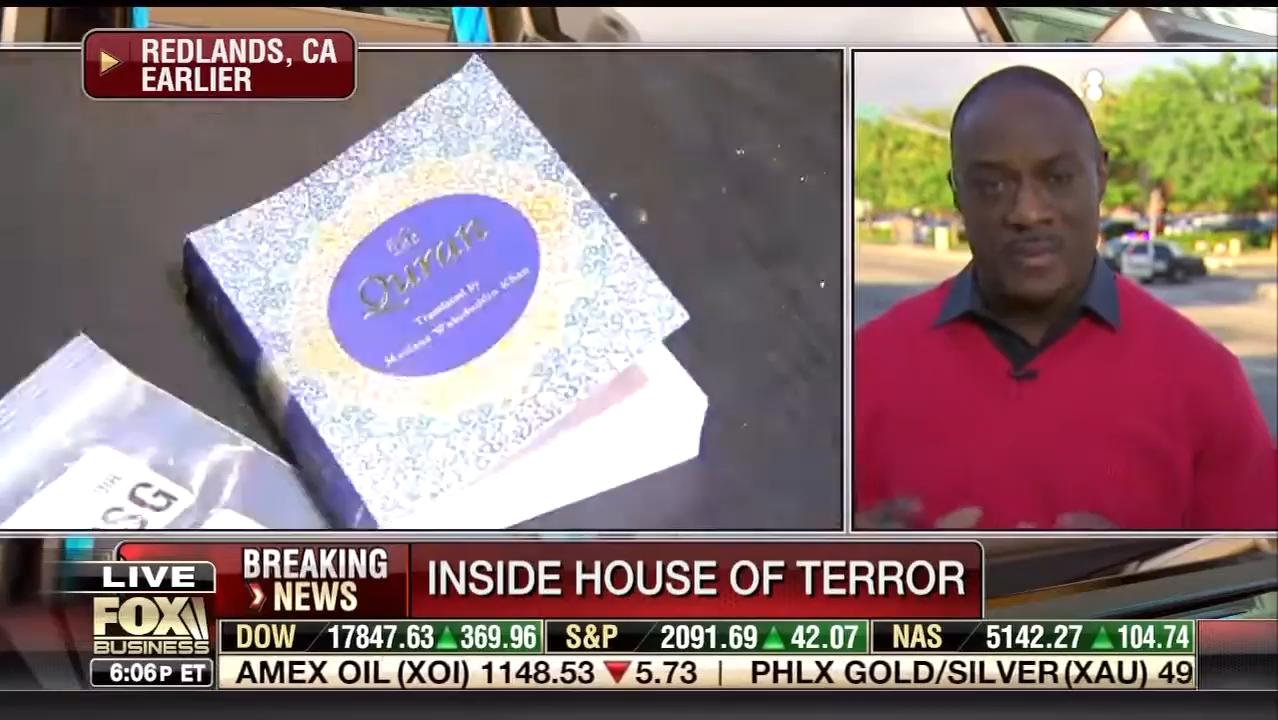 REDLANDS, CA
EARLIER
The
Quran
Translated by
Maulana Wahiduddin Khan
LIVE
FOX
BUSINESS
6:06P ET
BREAKING
NEWS
INSIDE HOUSE OF TERROR
DOW 17847.63 369.96 S&P 2091.69 42.07 NAS 5142.27 104.74
AMEX OIL (XOI) 1148.53 5.73 | PHLX GOLD/SILVER (XAU) 49